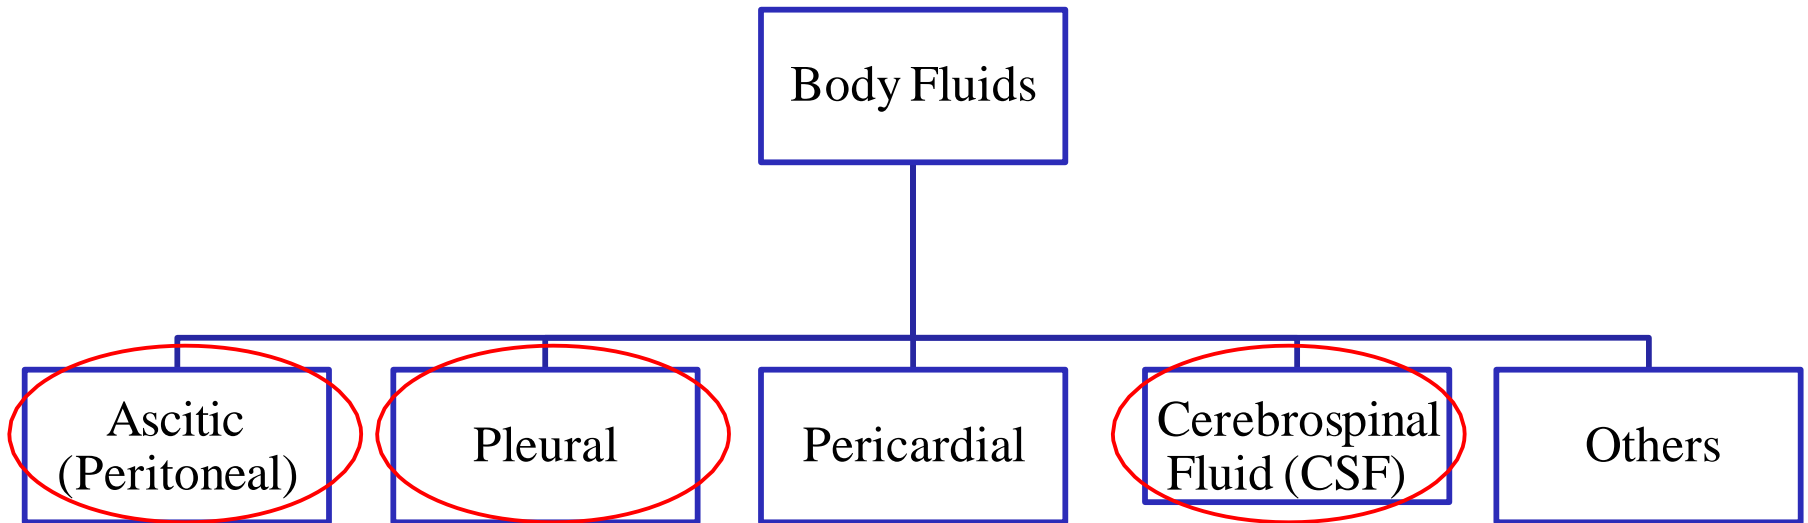 Body Fluids
Ascitic
(Peritoneal)
Pleural
Pericardial
Cerebrospinal
Fluid (CSF)
Others